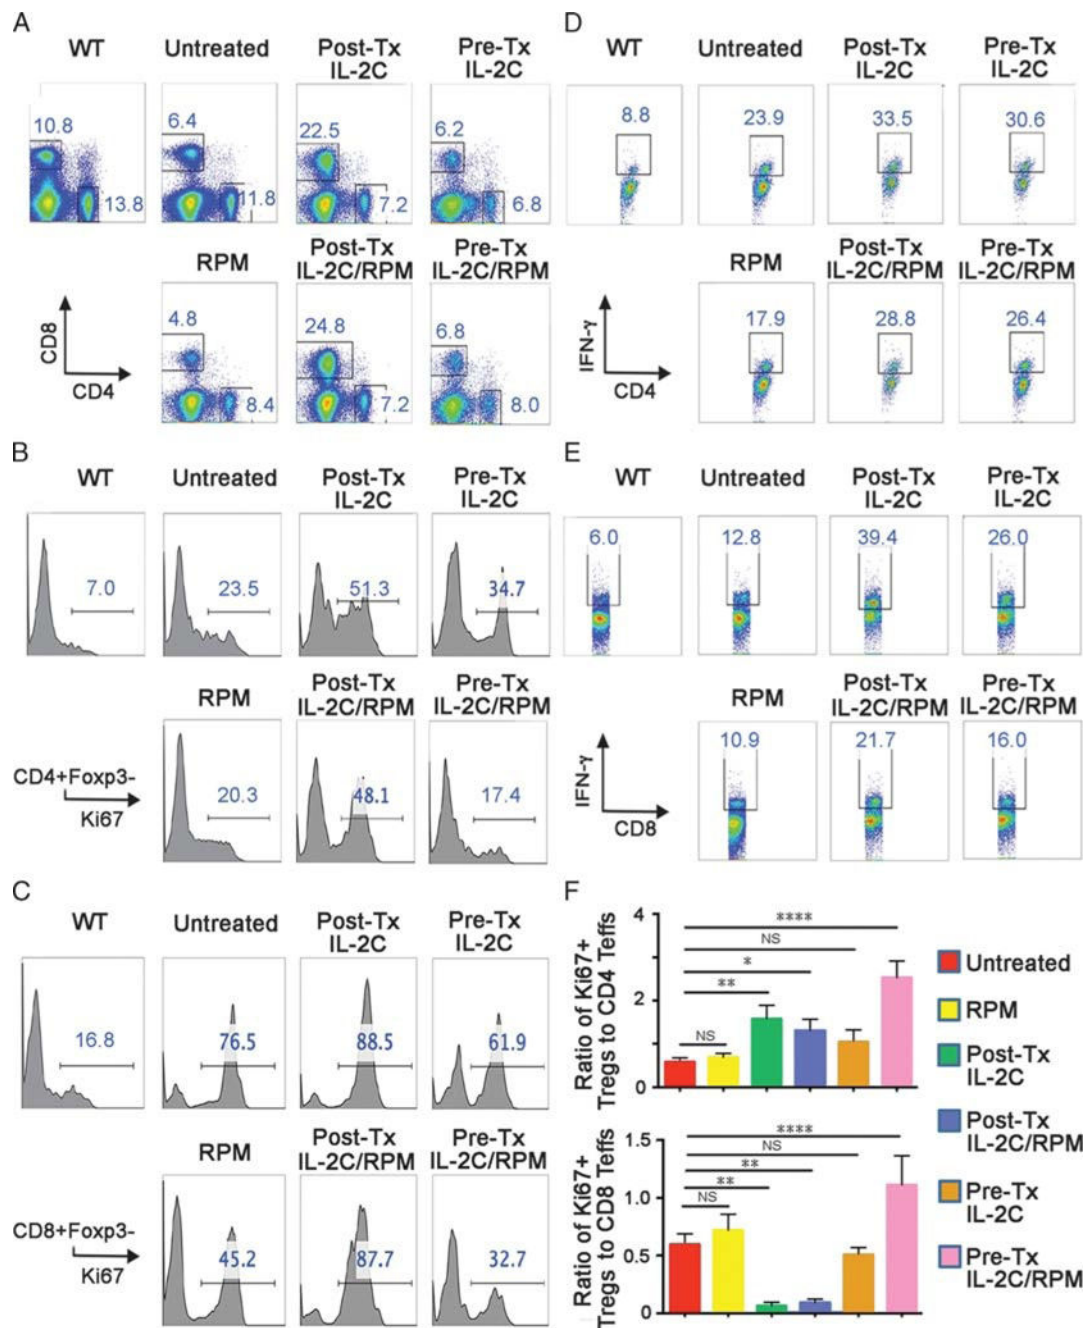 A
WT
Untreated
Post-Tx
IL-2C
Pre-Tx
IL-2C
10.8
13.8
6.4
11.8
22.5
7.2
6.2
6.8
RPM
Post-Tx
IL-2C/RPM
Pre-Tx
IL-2C/RPM
CD8
CD4
4.8
8.4
24.8
7.2
6.8
8.0
B
WT
Untreated
Post-Tx
IL-2C
Pre-Tx
IL-2C
7.0
23.5
51.3
34.7
RPM
Post-Tx
IL-2C/RPM
Pre-Tx
IL-2C/RPM
CD4+Foxp3-
Ki67
20.3
48.1
17.4
C
WT
Untreated
Post-Tx
IL-2C
Pre-Tx
IL-2C
16.8
76.5
88.5
61.9
RPM
Post-Tx
IL-2C/RPM
Pre-Tx
IL-2C/RPM
CD8+Foxp3-
Ki67
45.2
87.7
32.7
D
WT
Untreated
Post-Tx
IL-2C
Pre-Tx
IL-2C
8.8
23.9
33.5
30.6
RPM
Post-Tx
IL-2C/RPM
Pre-Tx
IL-2C/RPM
IFN-γ
CD4
17.9
28.8
26.4
E
WT
Untreated
Post-Tx
IL-2C
Pre-Tx
IL-2C
6.0
12.8
39.4
26.0
RPM
Post-Tx
IL-2C/RPM
Pre-Tx
IL-2C/RPM
IFN-γ
CD8
10.9
21.7
16.0
F
Ratio of Ki67+
Tregs to CD4 Teffs
4
2
0
****
NS
*
**
NS
Ratio of Ki67+
Tregs to CD8 Teffs
1.5
1.0
0.5
0
****
NS
**
**
NS
Untreated
RPM
Post-Tx
IL-2C
Post-Tx
IL-2C/RPM
Pre-Tx
IL-2C
Pre-Tx
IL-2C/RPM